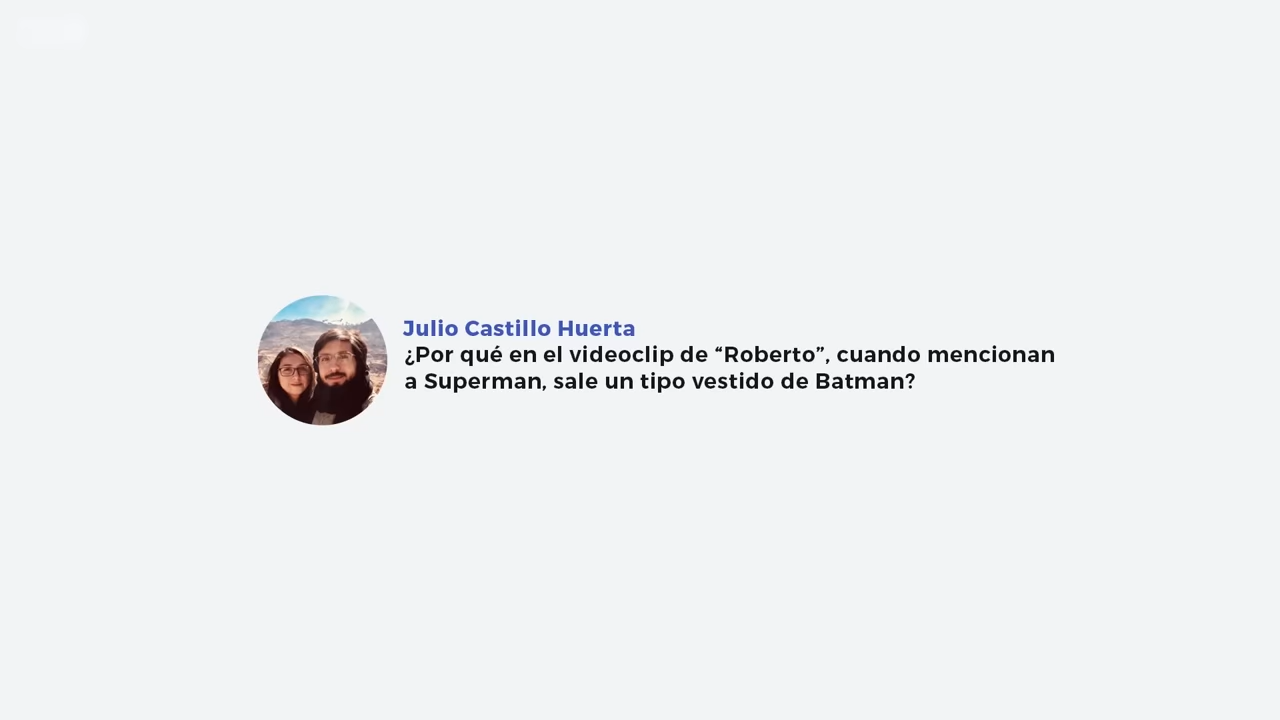 Julio Castillo Huerta
¿Por qué en el videoclip de “Roberto”, cuando mencionan
a Superman, sale un tipo vestido de Batman?